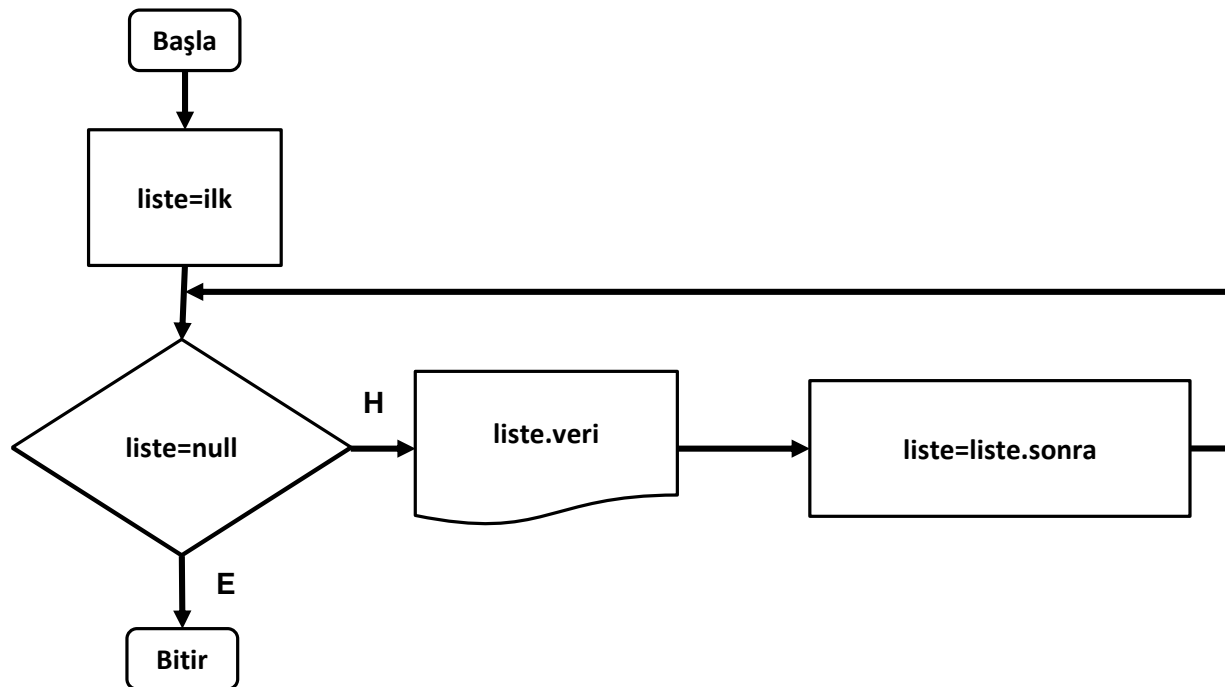 Başla
liste=ilk
liste=null
H
liste.veri
liste=liste.sonra
E
Bitir